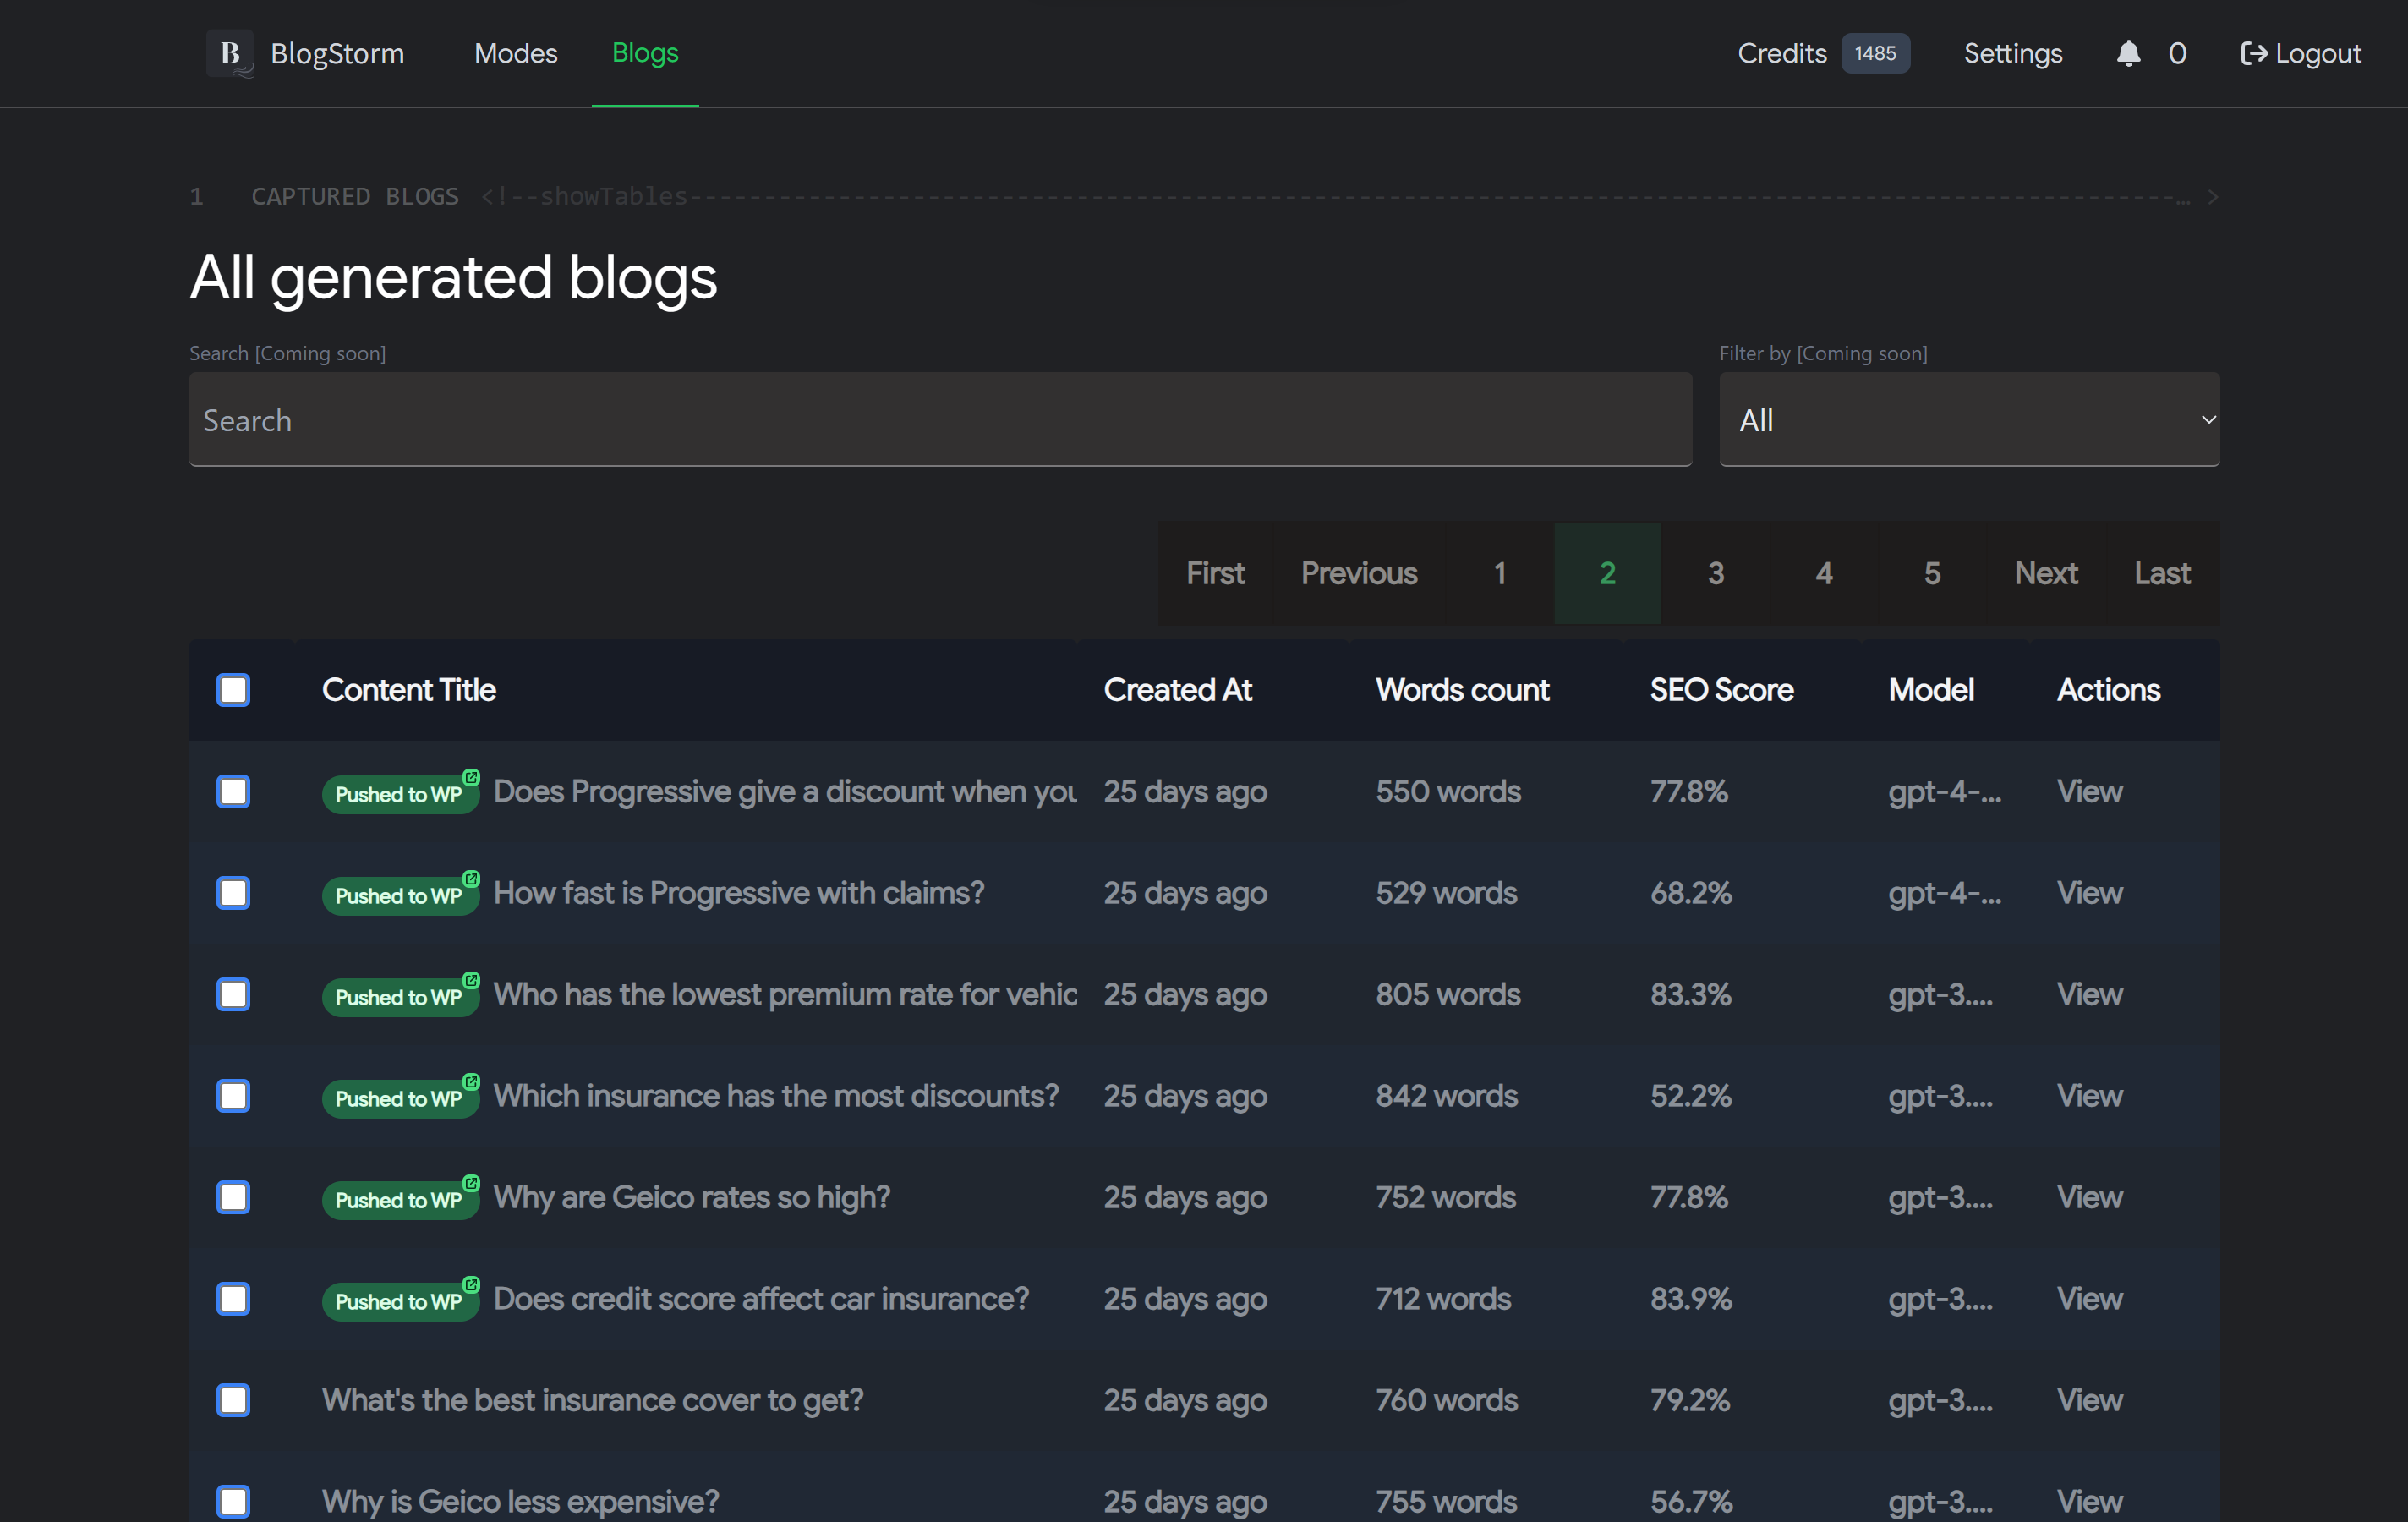 B BlogStorm Modes Blogs Credits 1485 Settings 0 Logout
1 CAPTURED BLOGS <!--showTables--------------------------------------------------------------------------------------------------------… >
All generated blogs
Search [Coming soon] Filter by [Coming soon]
Search All
First Previous 1 2 3 4 5 Next Last
Content Title Created At Words count SEO Score Model Actions
Pushed to WP Does Progressive give a discount when you 25 days ago 550 words 77.8% gpt-4-... View
Pushed to WP How fast is Progressive with claims? 25 days ago 529 words 68.2% gpt-4-... View
Pushed to WP Who has the lowest premium rate for vehic 25 days ago 805 words 83.3% gpt-3.... View
Pushed to WP Which insurance has the most discounts? 25 days ago 842 words 52.2% gpt-3.... View
Pushed to WP Why are Geico rates so high? 25 days ago 752 words 77.8% gpt-3.... View
Pushed to WP Does credit score affect car insurance? 25 days ago 712 words 83.9% gpt-3.... View
What's the best insurance cover to get? 25 days ago 760 words 79.2% gpt-3.... View
Why is Geico less expensive? 25 days ago 755 words 56.7% gpt-3.... View